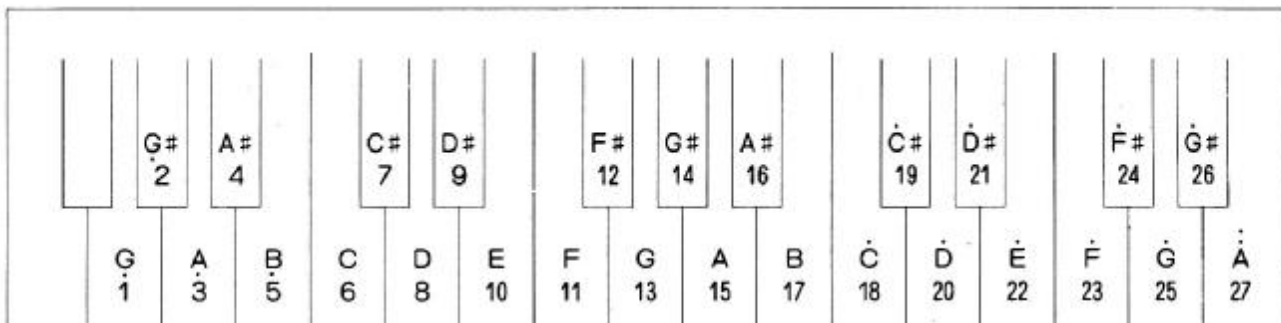 G̣# A# C# D# F# G# A# Ċ# Ḋ# Ḟ# Ġ#
2 4 7 9 12 14 16 19 21 24 26
G̣ Ạ Ḅ C D E F G A B Ċ Ḋ Ė Ḟ Ġ Ȧ
1 3 5 6 8 10 11 13 15 17 18 20 22 23 25 27